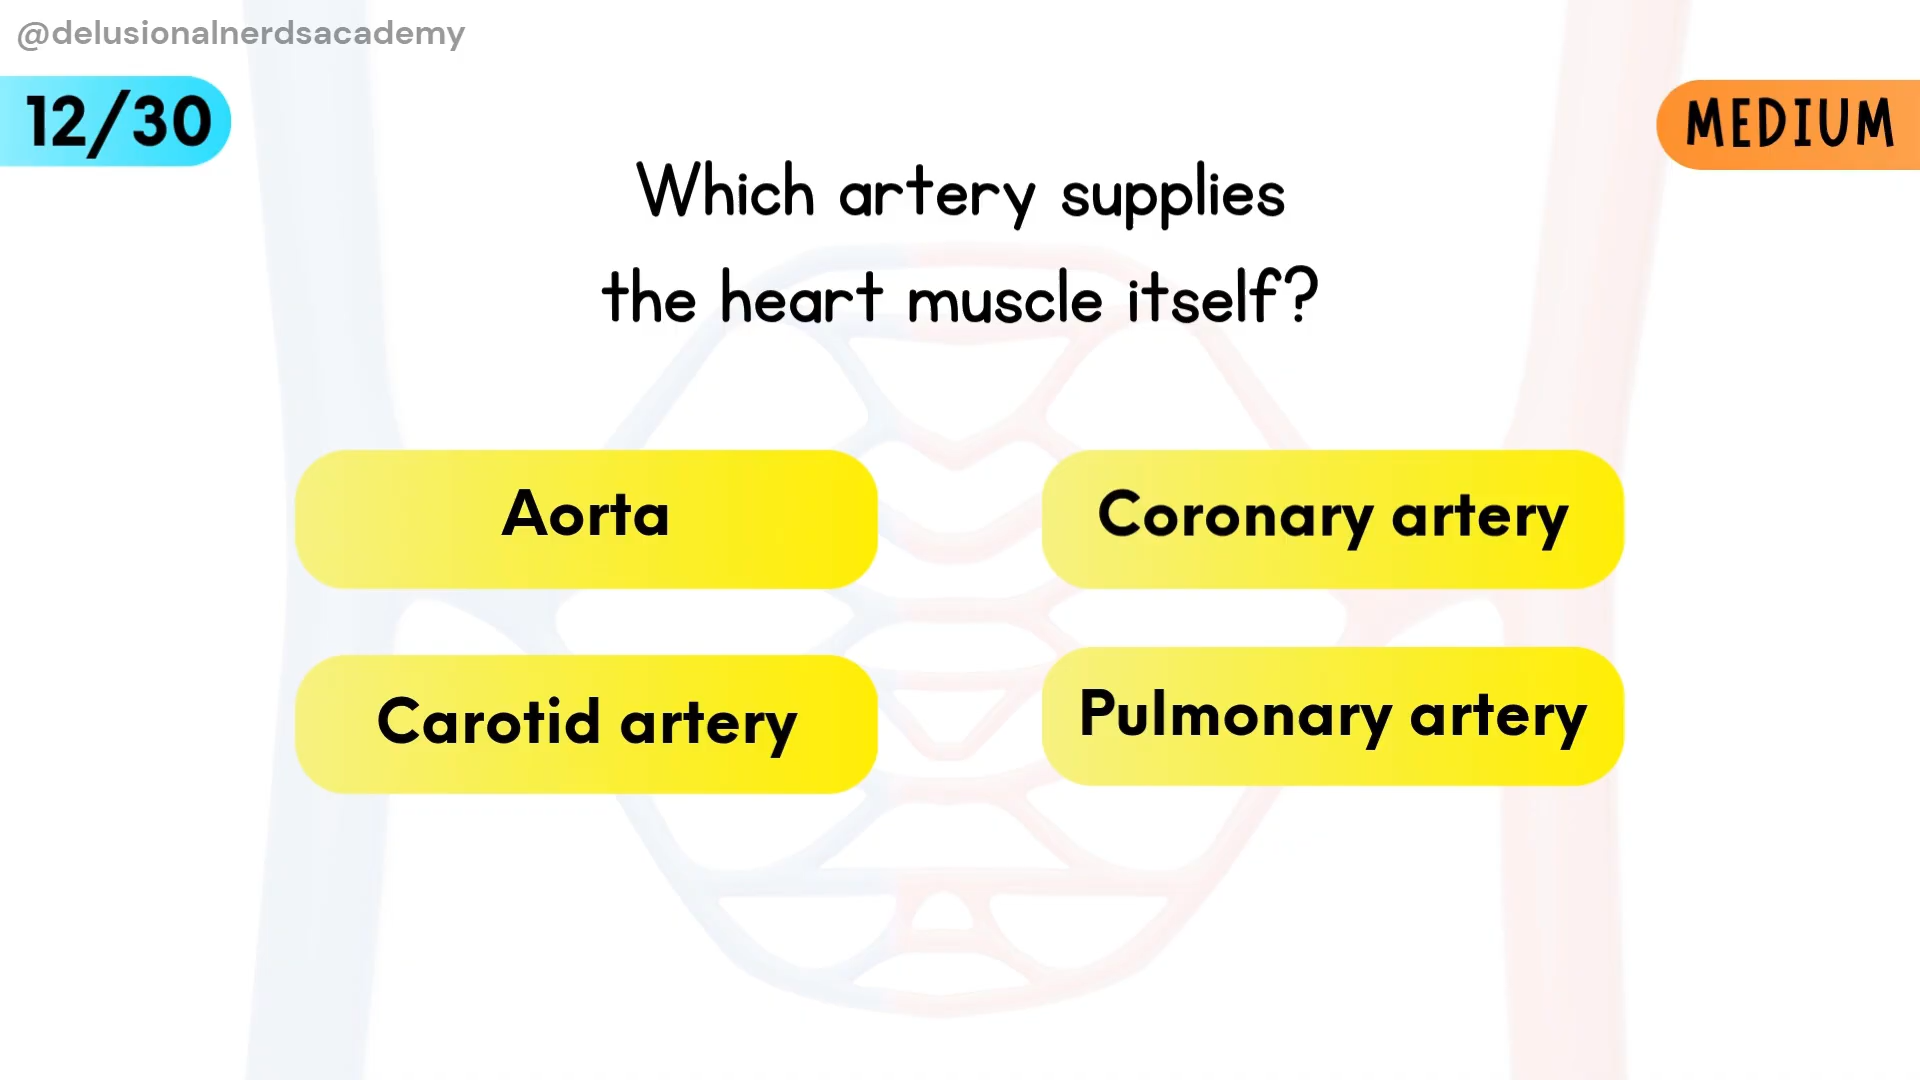 @delusionalnerdsacademy
12/30
MEDIUM
Which artery supplies
the heart muscle itself?
Aorta
Coronary artery
Carotid artery
Pulmonary artery